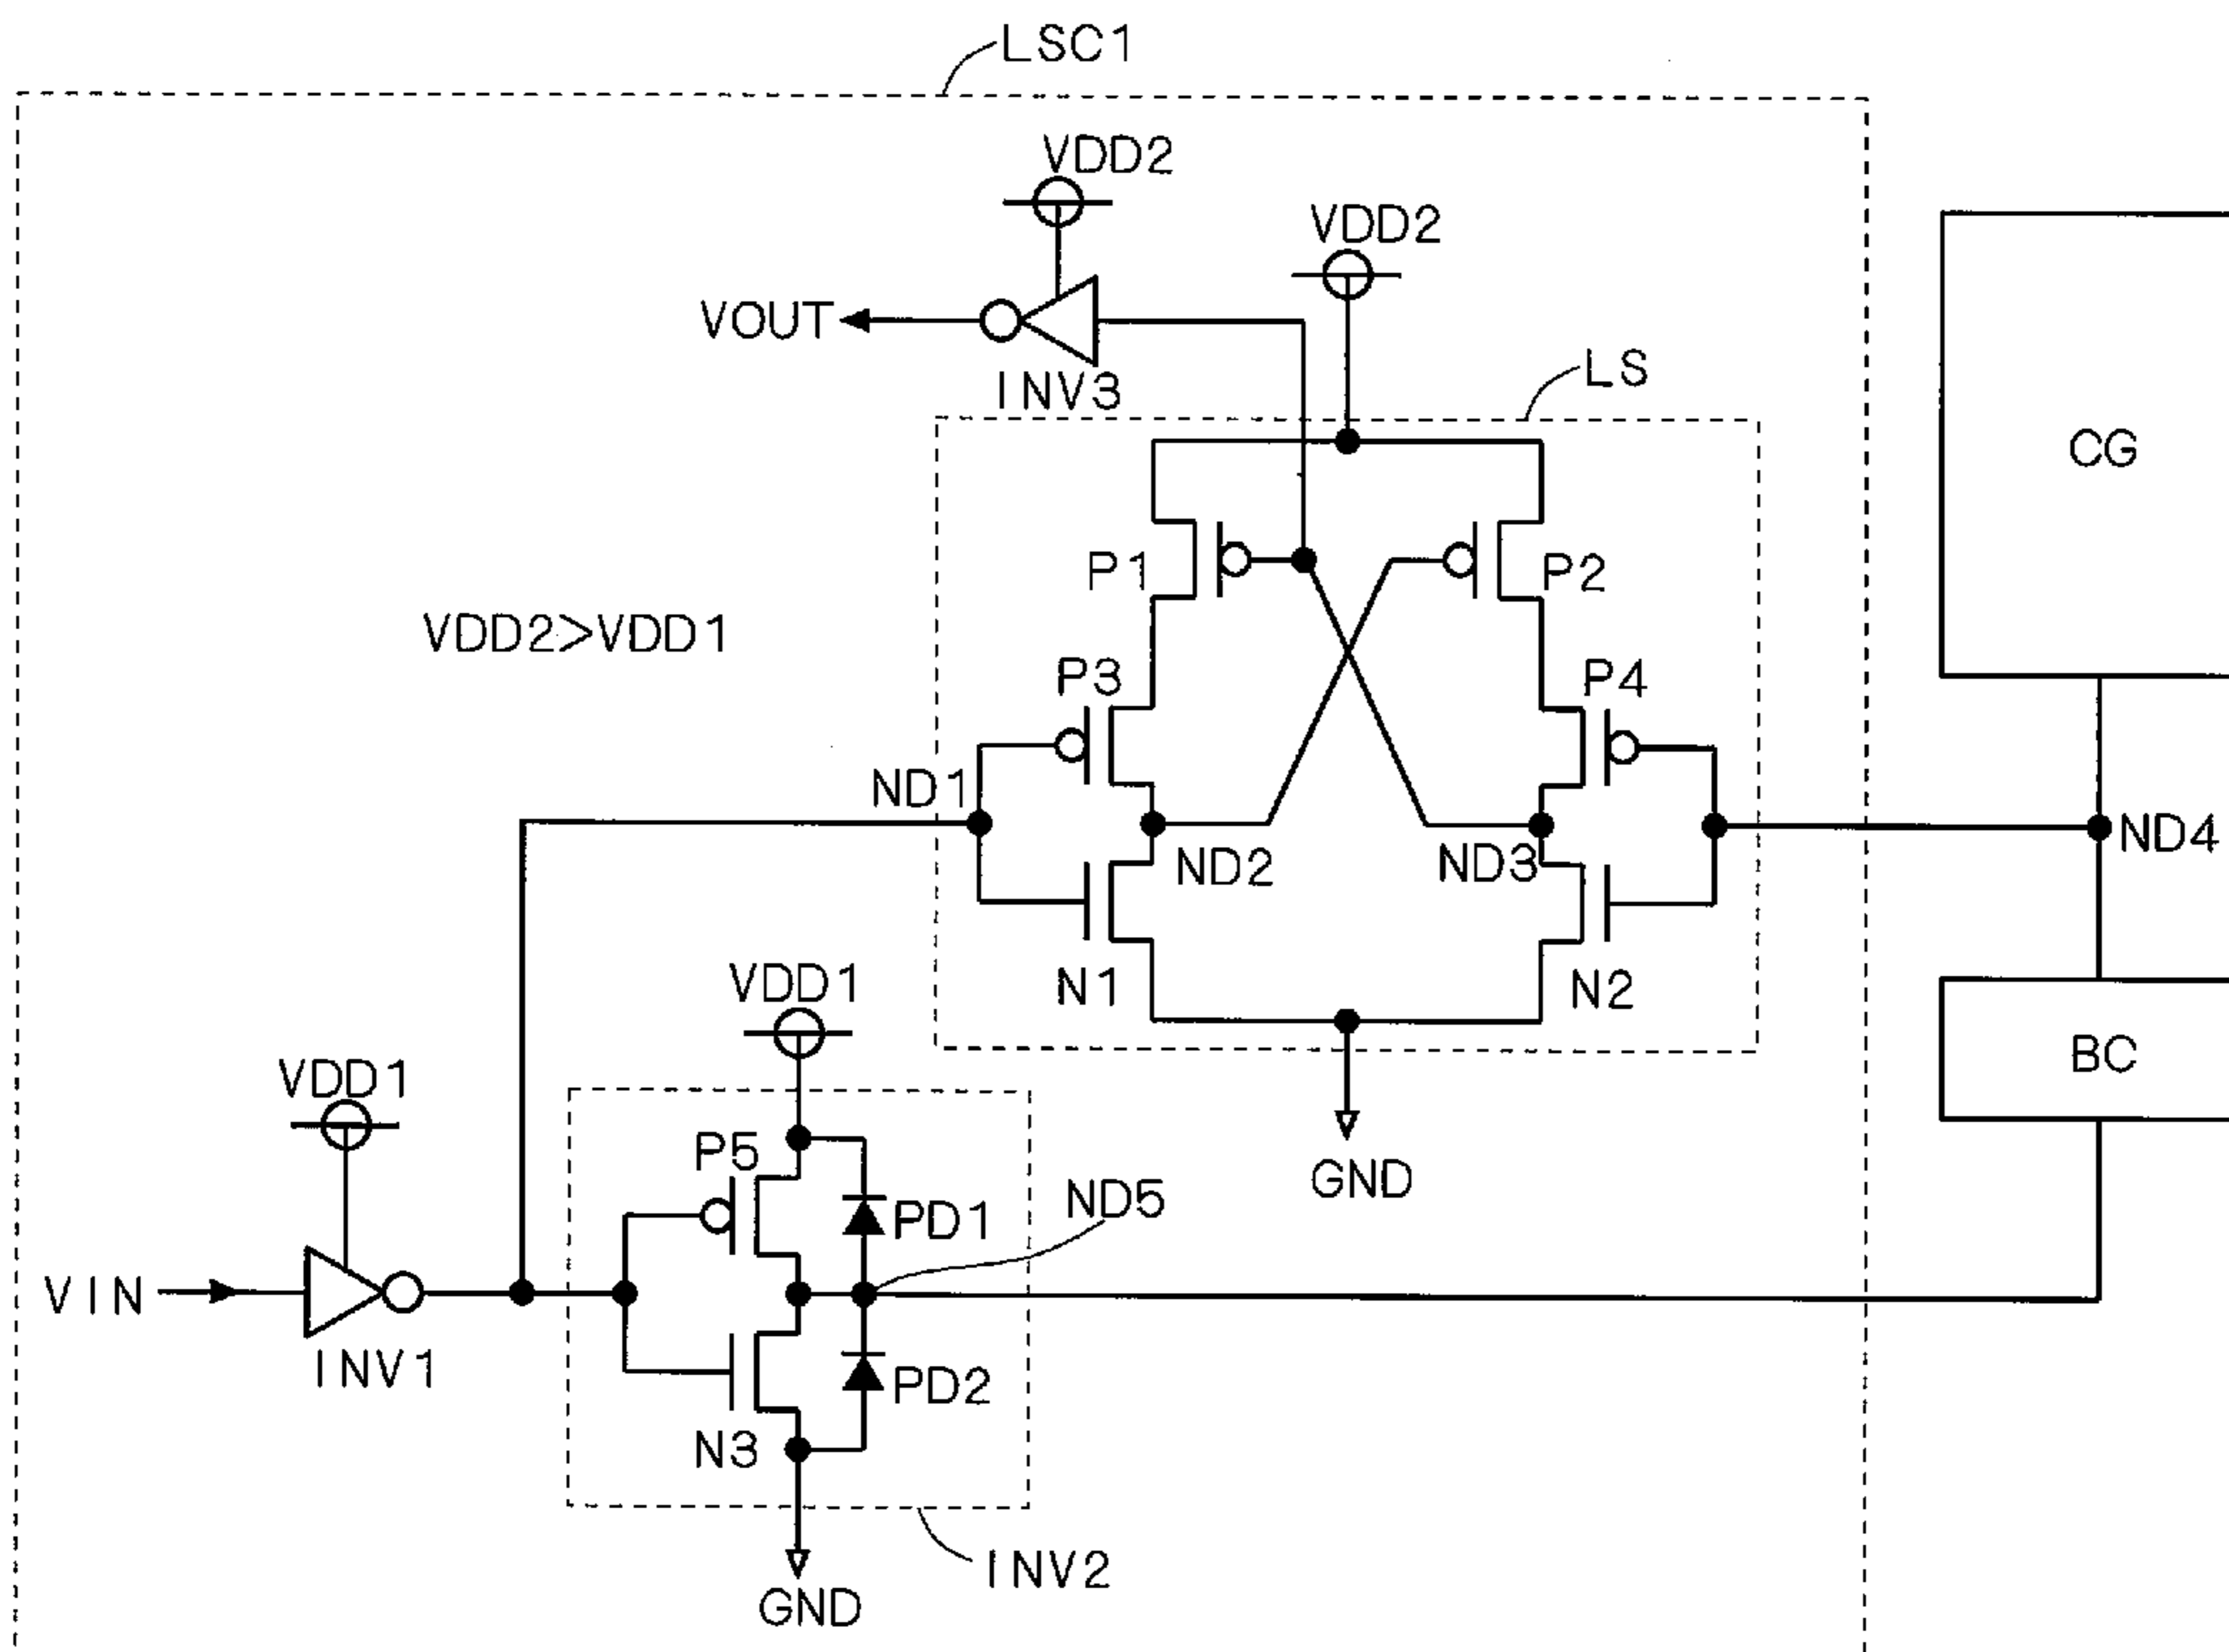 LSC1
VDD2
VDD2
VOUT
INV3
LS
CG
P1
P2
VDD2>VDD1
P3
P4
ND1
ND2
ND3
ND4
N1
N2
VDD1
BC
VDD1
P5
GND
PD1
ND5
VIN
INV1
PD2
N3
INV2
GND